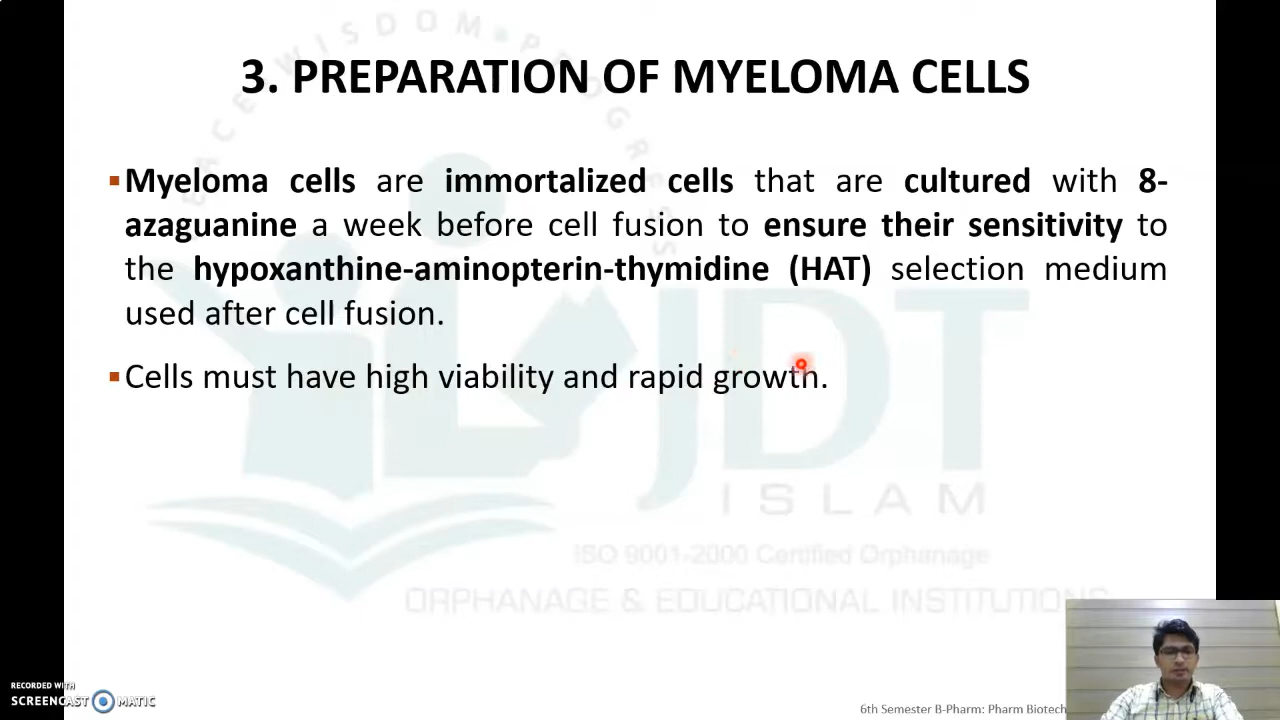 3. PREPARATION OF MYELOMA CELLS
▪Myeloma cells are immortalized cells that are cultured with 8-
azaguanine a week before cell fusion to ensure their sensitivity to
the hypoxanthine-aminopterin-thymidine (HAT) selection medium
used after cell fusion.
▪Cells must have high viability and rapid growth.
JDT
ISLAM
ISO 9001-2000 Certified Orphanage
ORPHANAGE & EDUCATIONAL INSTITUTIONS
RECORDED WITH
SCREENCAST MATIC
6th Semester B-Pharm: Pharm Biotech